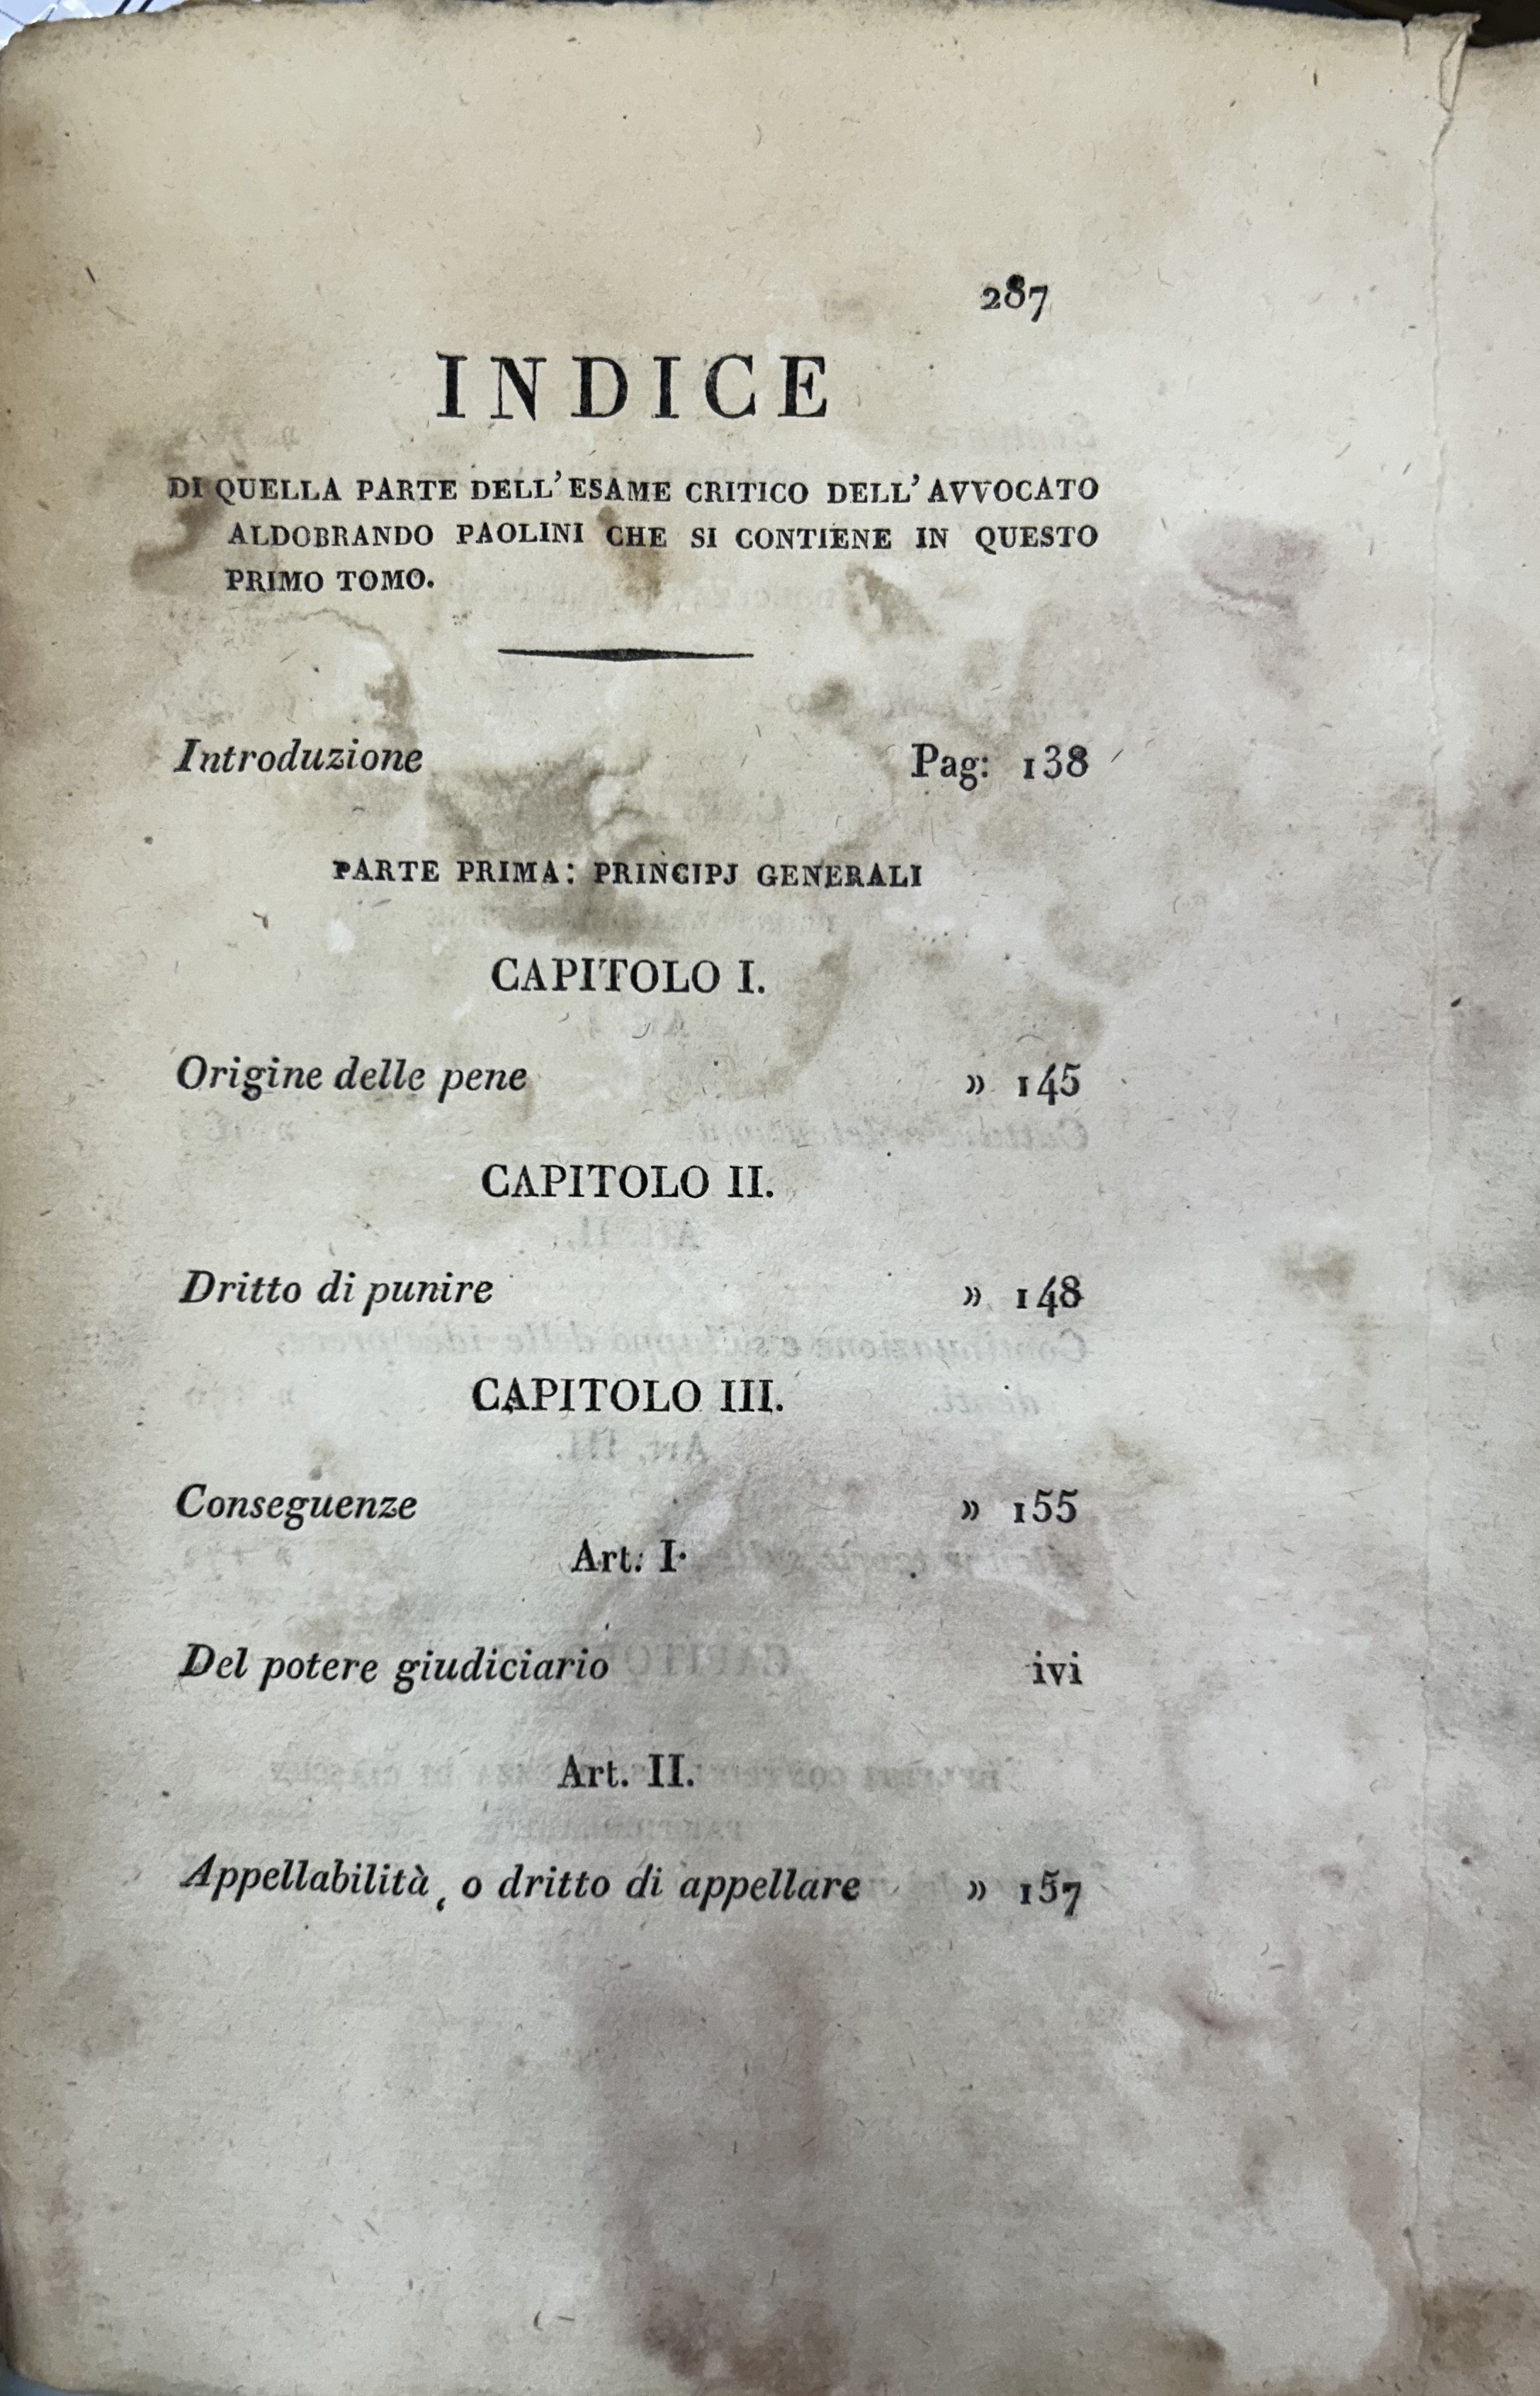 287
INDICE
DI QUELLA PARTE DELL' ESAME CRITICO DELL' AVVOCATO
ALDOBRANDO PAOLINI CHE SI CONTIENE IN QUESTO
PRIMO TOMO.
Introduzione Pag: 138
PARTE PRIMA: PRINCIPJ GENERALI
CAPITOLO I.
Origine delle pene » 145
CAPITOLO II.
Dritto di punire » 148
CAPITOLO III.
Conseguenze » 155
Art. I.
Del potere giudiciario ivi
Art. II.
Appellabilità, o dritto di appellare » 157